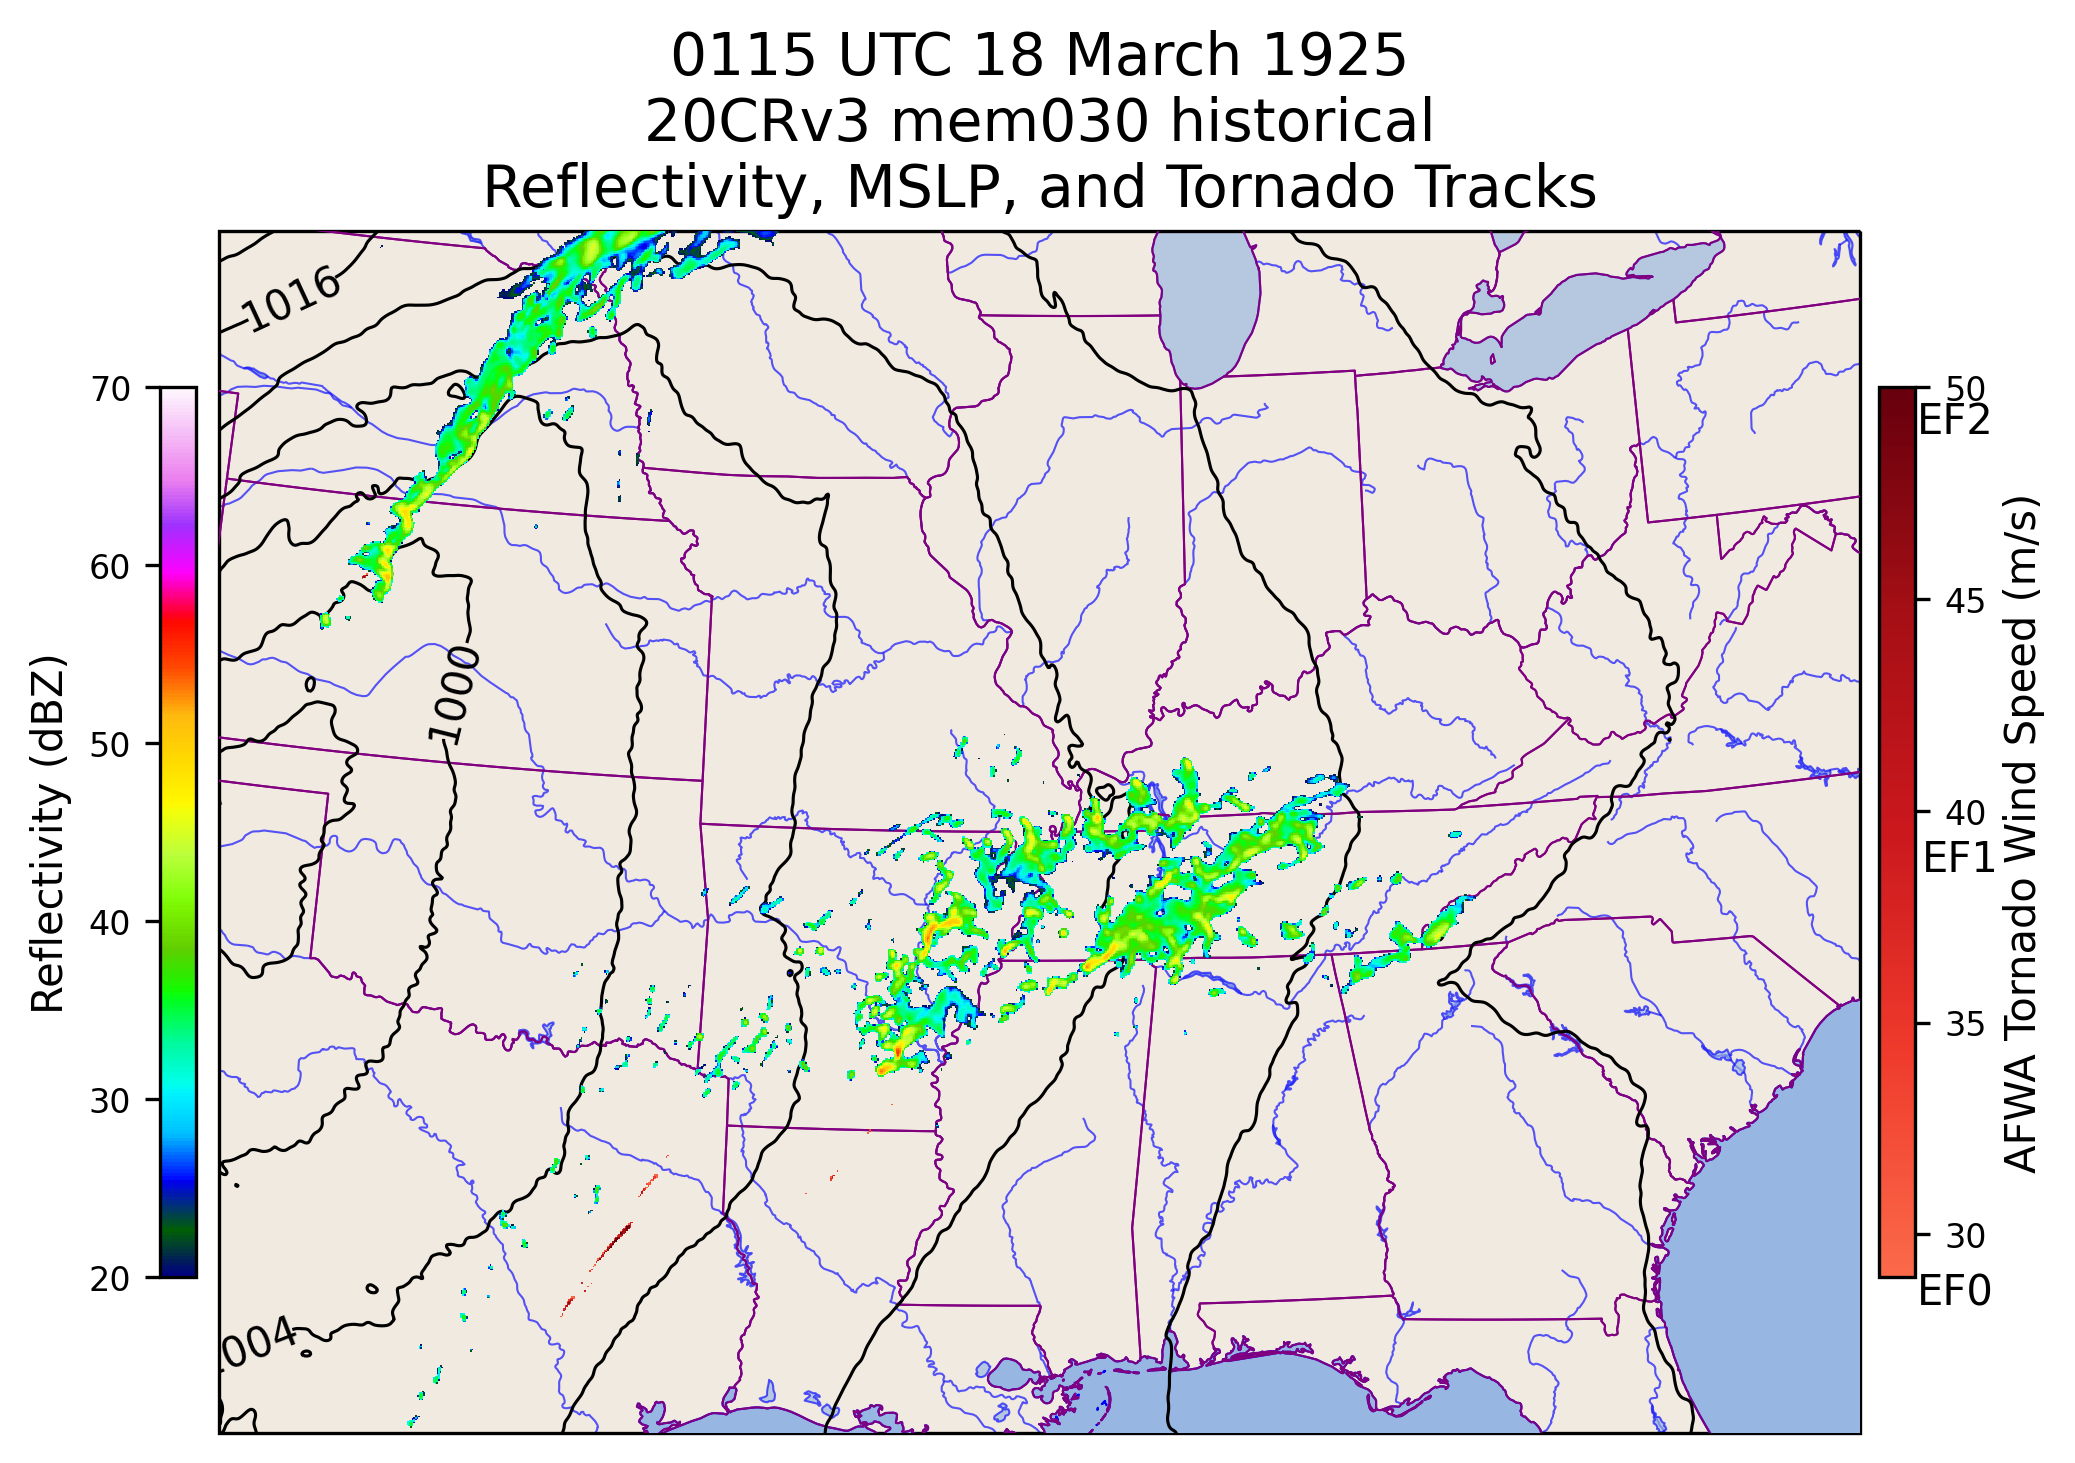 0115 UTC 18 March 1925
20CRv3 mem030 historical
Reflectivity, MSLP, and Tornado Tracks
1016
1000
004
Reflectivity (dBZ)
70
60
50
40
30
20
50
EF2
45
40
EF1
35
30
EF0
AFWA Tornado Wind Speed (m/s)